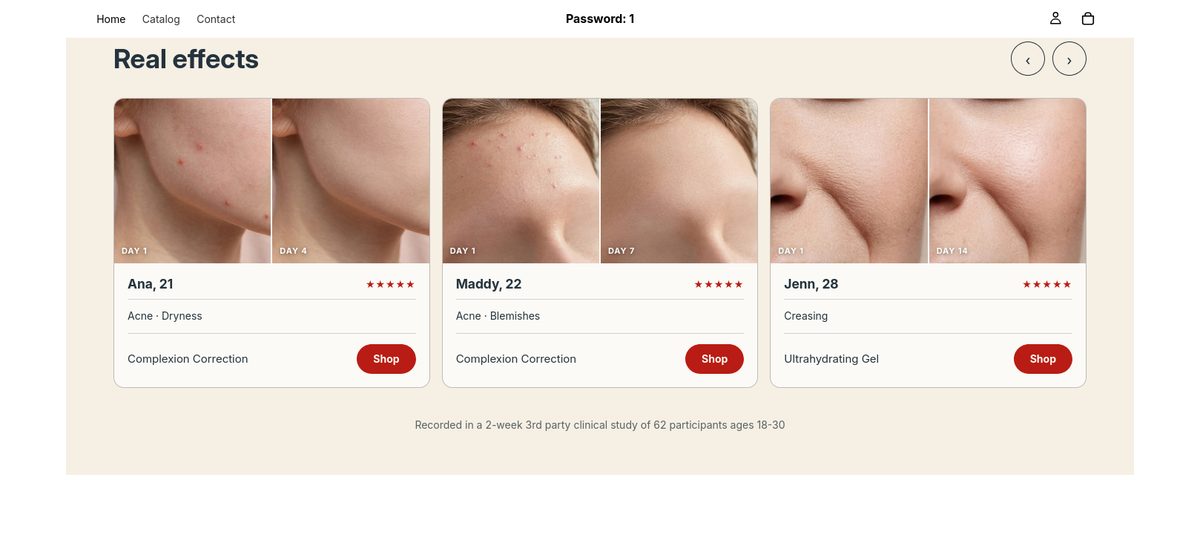 Home Catalog Contact Password: 1
Real effects
DAY 1 DAY 4
DAY 1 DAY 7
DAY 1 DAY 14
Ana, 21 ★★★★★
Acne · Dryness
Complexion Correction Shop
Maddy, 22 ★★★★★
Acne · Blemishes
Complexion Correction Shop
Jenn, 28 ★★★★★
Creasing
Ultrahydrating Gel Shop
Recorded in a 2-week 3rd party clinical study of 62 participants ages 18-30